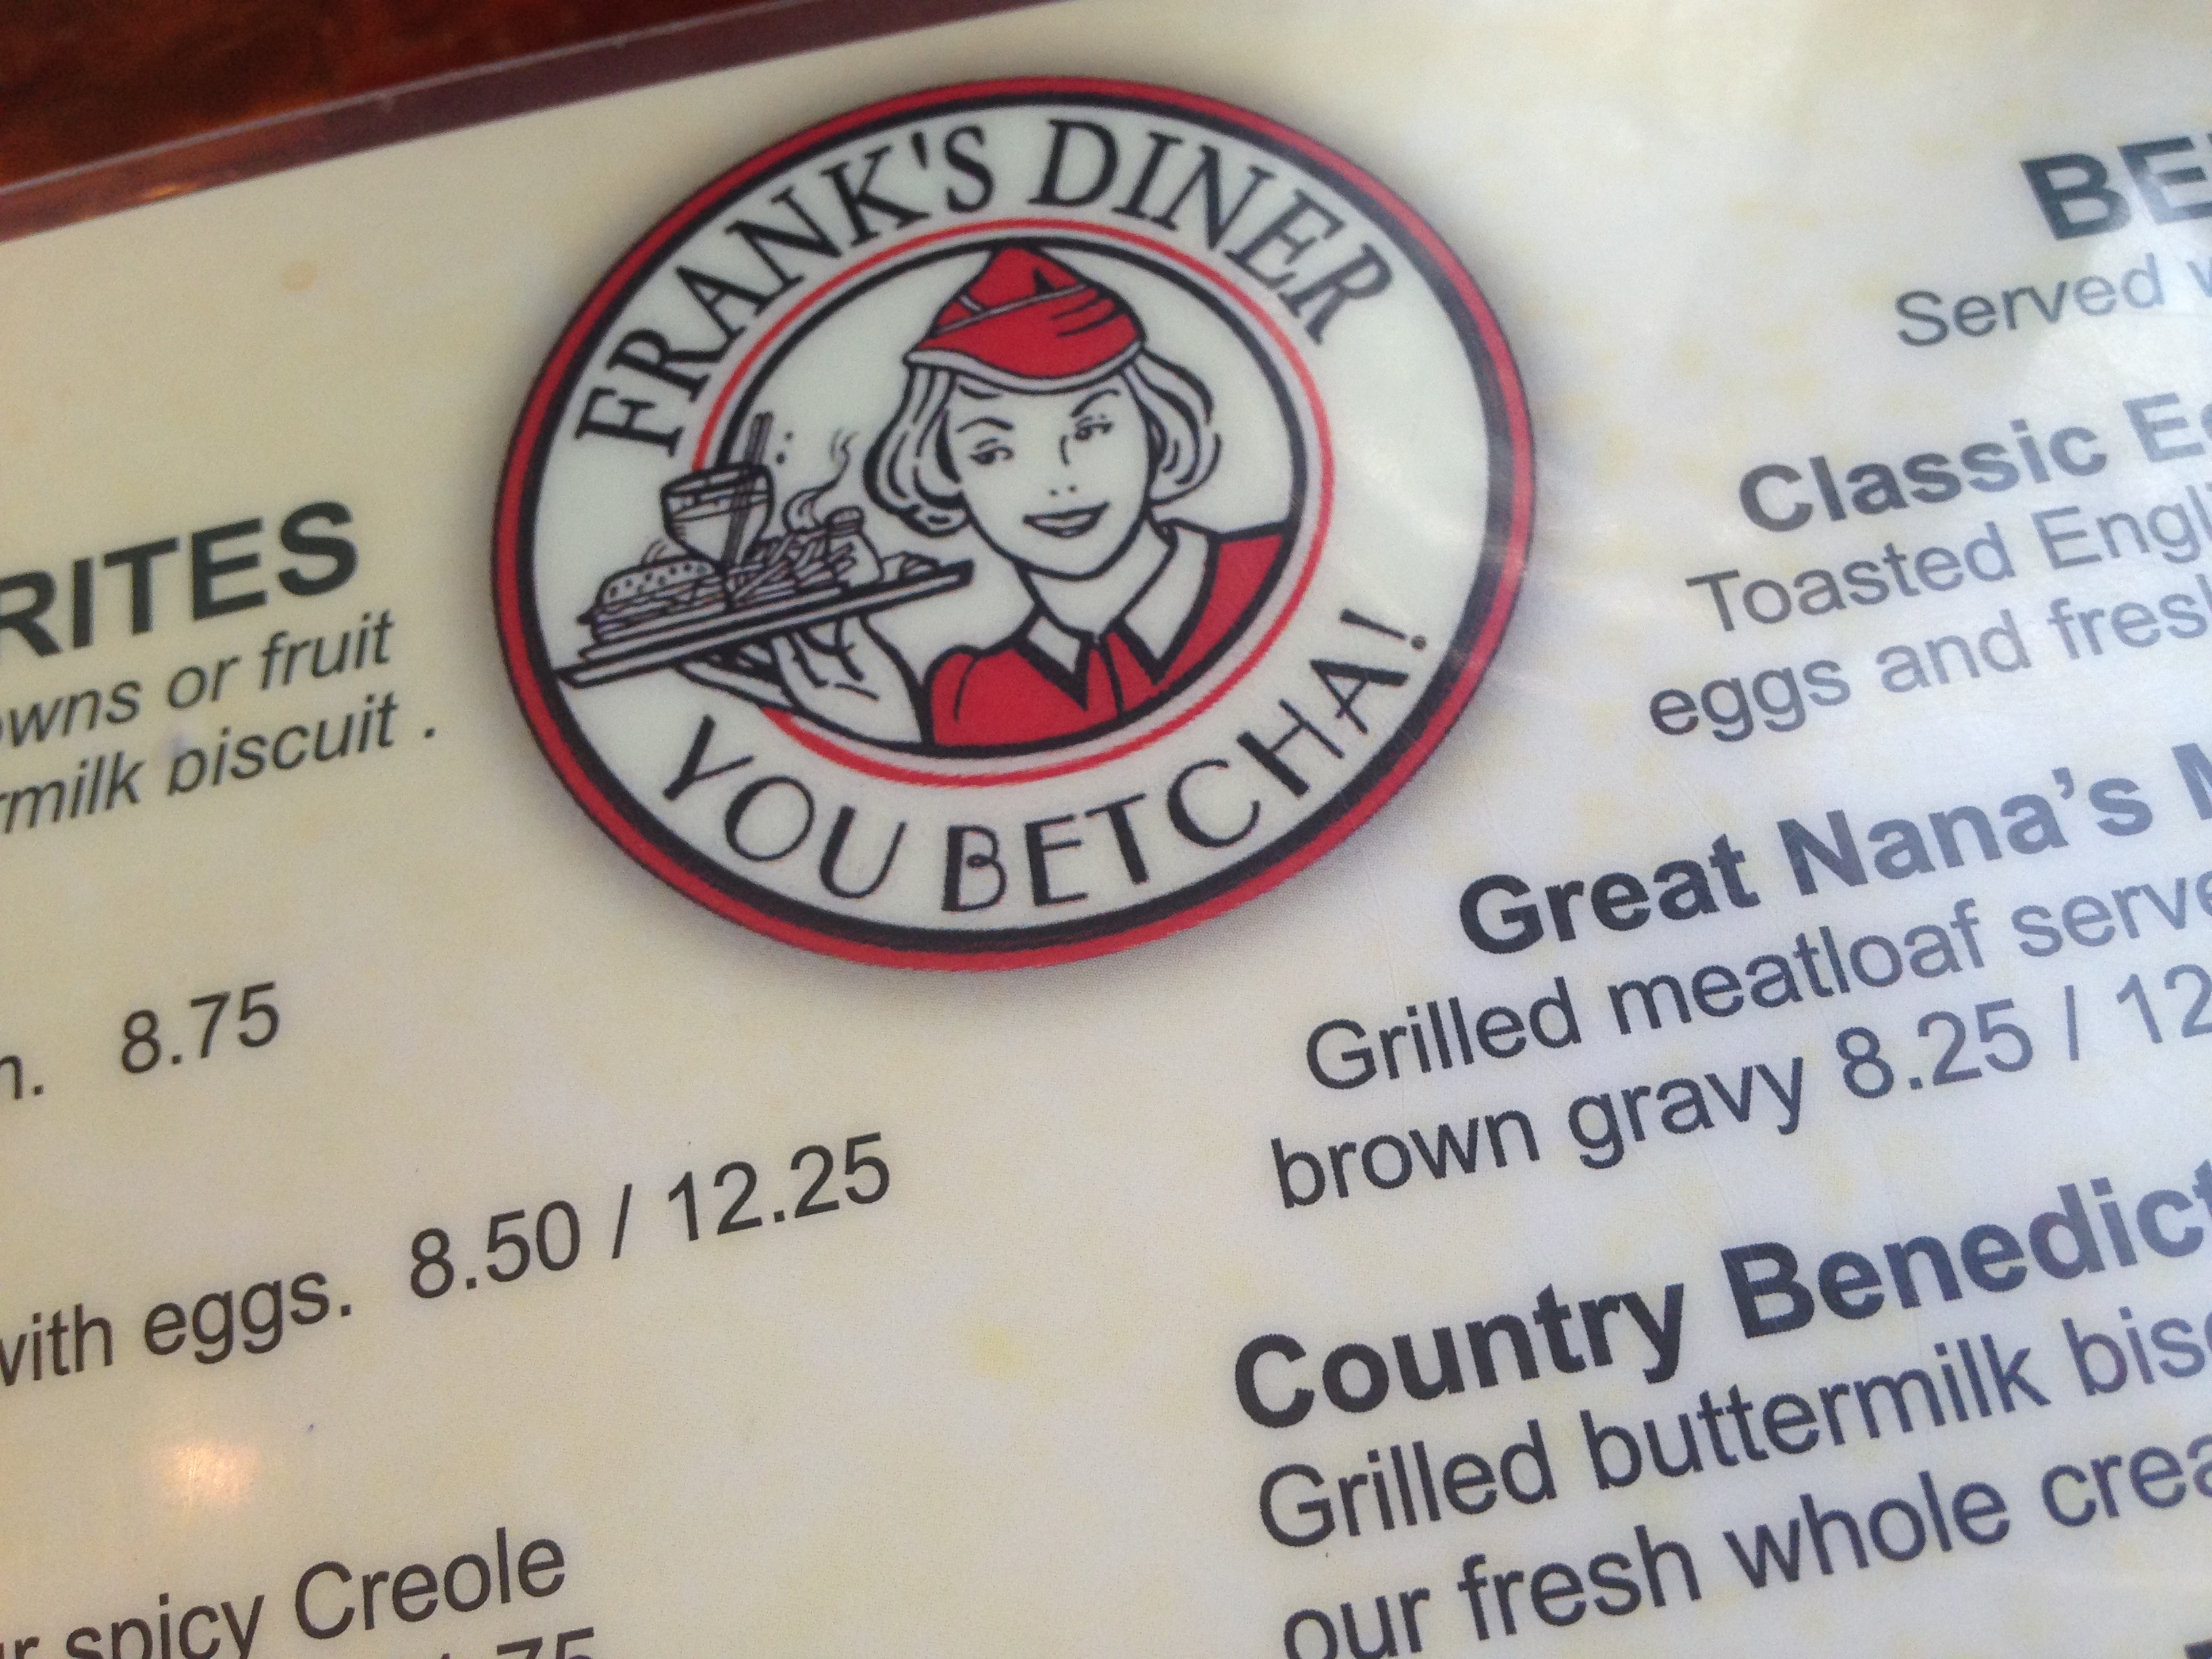 FRANK'S DINER
YOU BETCHA!
RITES
owns or fruit
rmilk biscuit .
n. 8.75
with eggs. 8.50 / 12.25
r spicy Creole
.75
BE
Served
Classic E
Toasted Engl
eggs and fres
Great Nana's
Grilled meatloaf serve
brown gravy 8.25 / 12
Country Benedict
Grilled buttermilk bis
our fresh whole crea